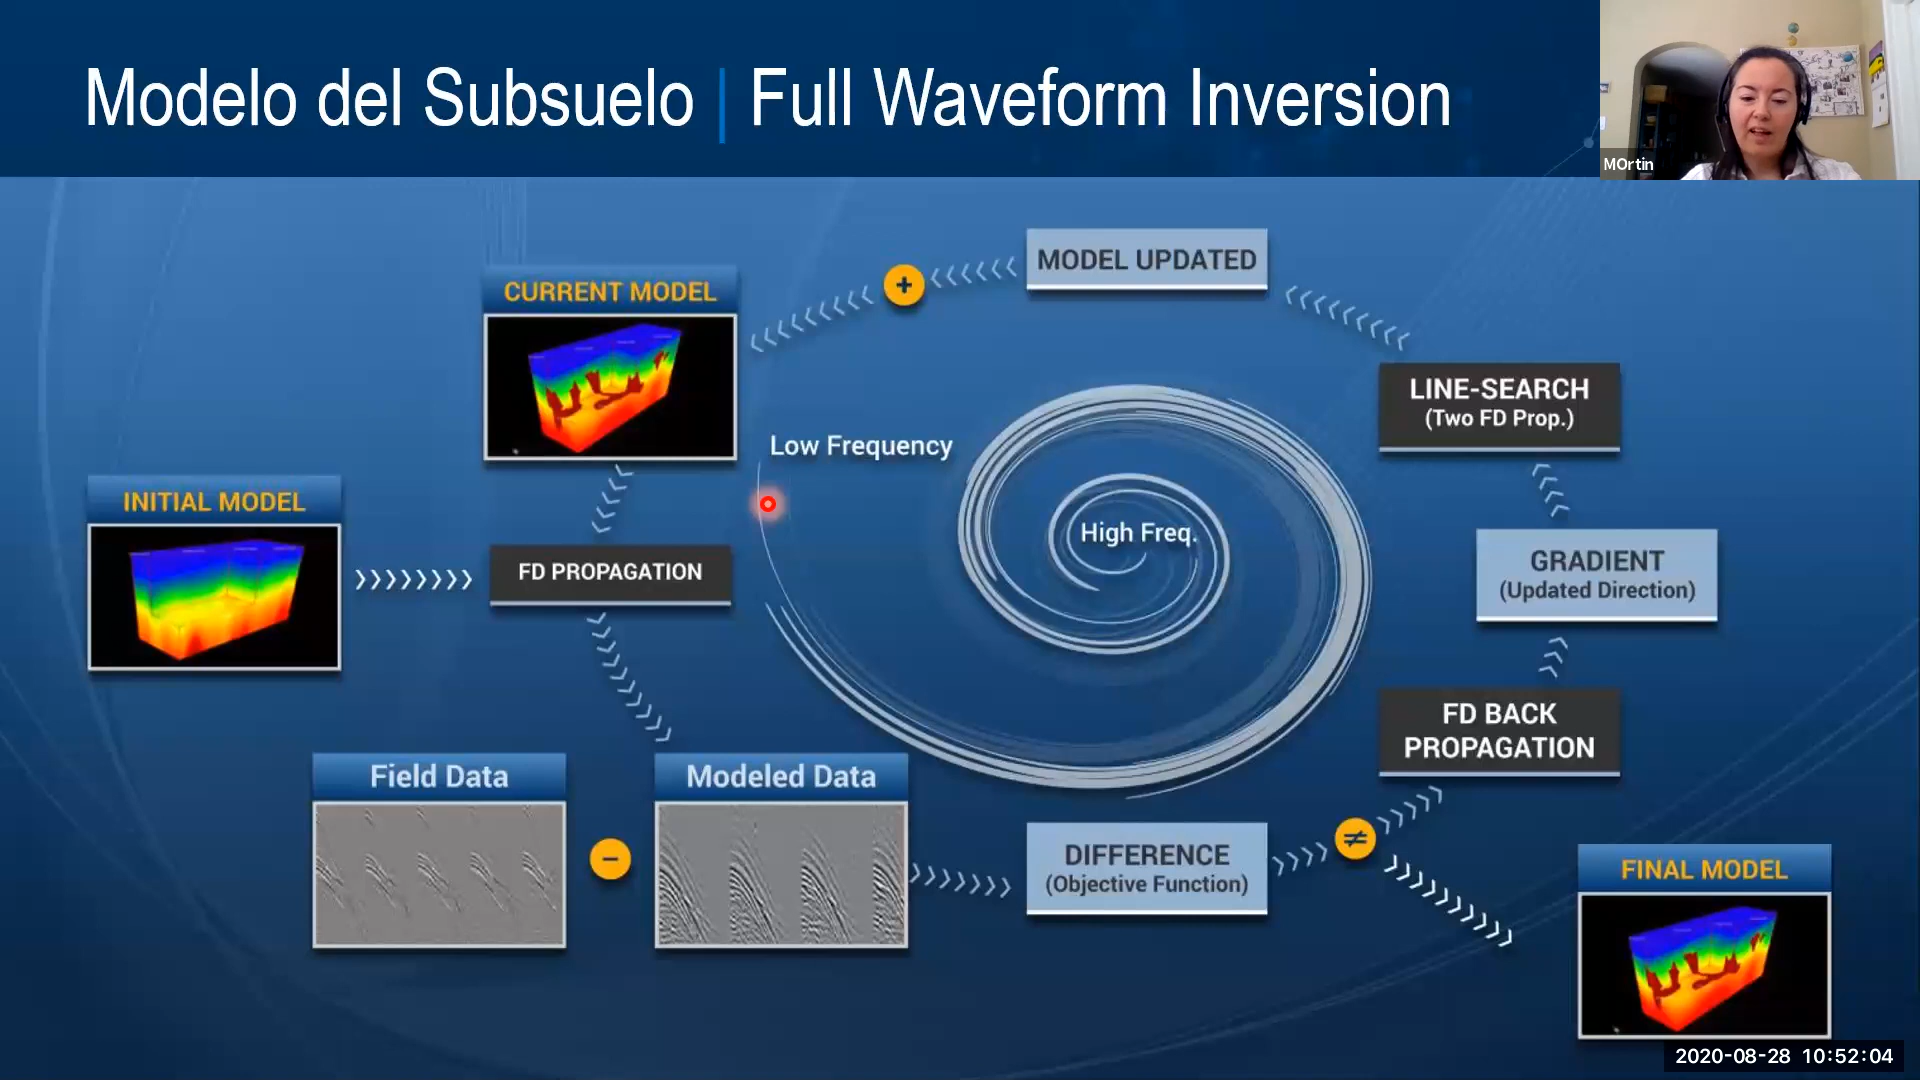 Modelo del Subsuelo | Full Waveform Inversion
MOrtin
MODEL UPDATED
CURRENT MODEL
+
LINE-SEARCH
(Two FD Prop.)
Low Frequency
INITIAL MODEL
High Freq.
FD PROPAGATION
GRADIENT
(Updated Direction)
FD BACK
PROPAGATION
Field Data
Modeled Data
−
≠
DIFFERENCE
(Objective Function)
FINAL MODEL
2020-08-28 10:52:04